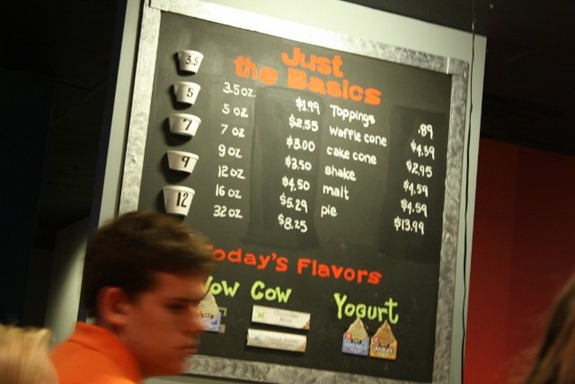 Just
the Basics
3.5
5
7
9
12
3.5 oz. $1.99 Toppings .89
5 oz $2.55 Waffle cone
7 oz $3.00 cake cone $2.95
9 oz $3.50 shake $4.59
12 oz $4.50 malt $4.59
16 oz $5.29 pie $13.99
32 oz $8.25
Today's Flavors
Wow Cow Yogurt